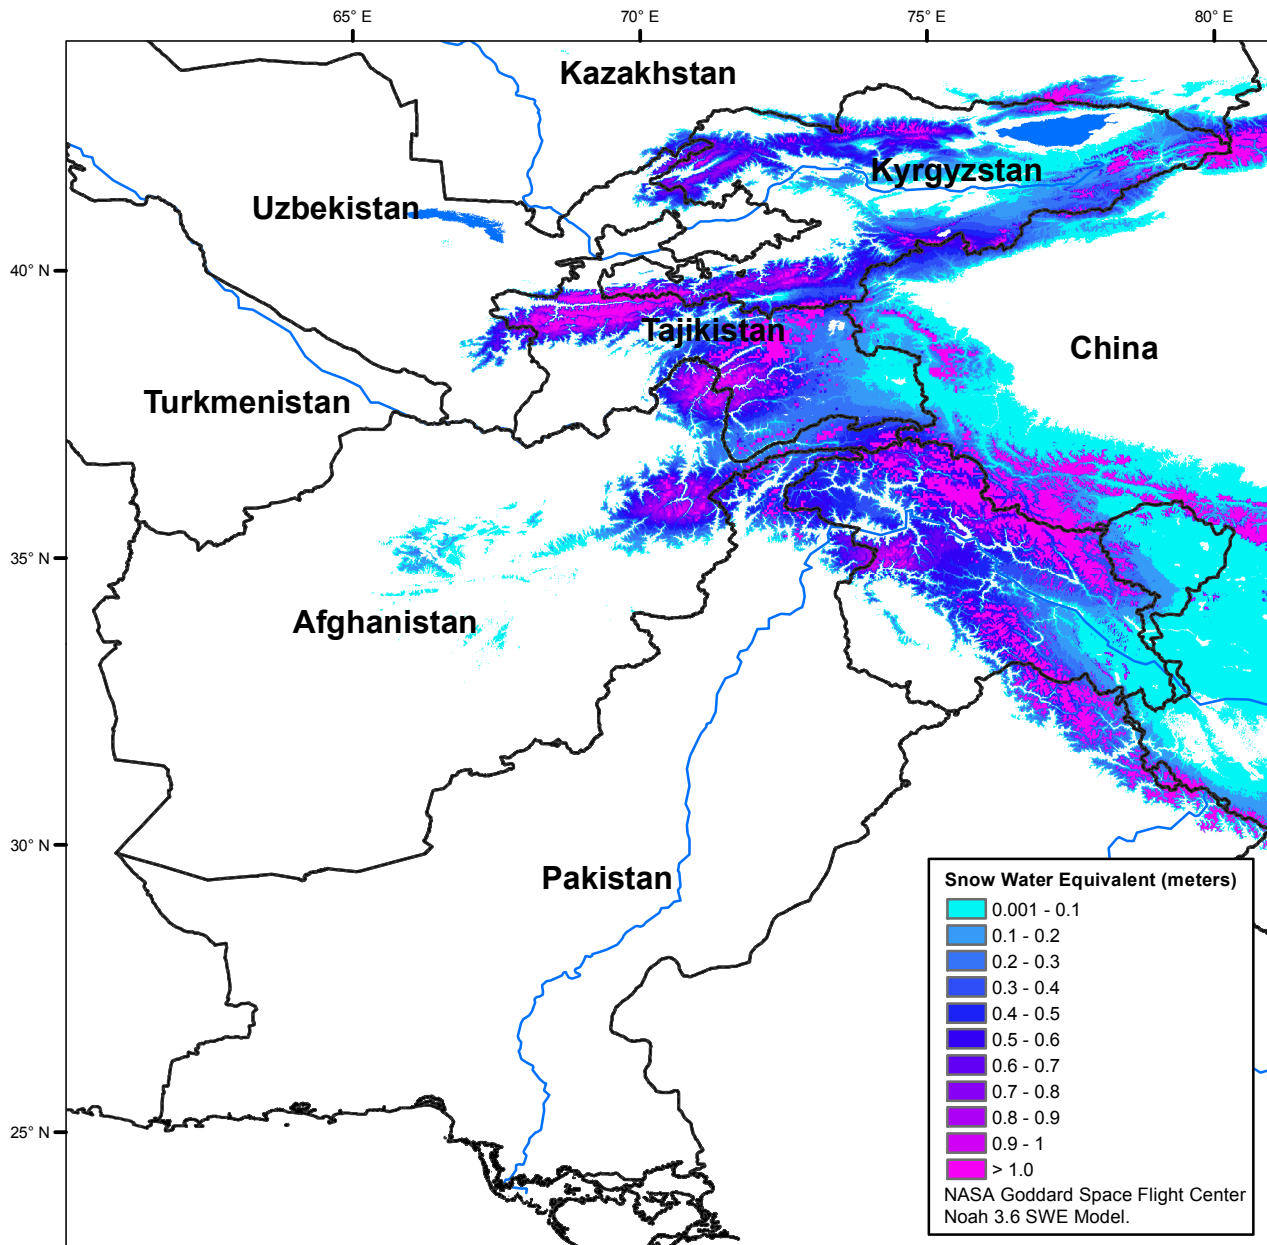 65° E
70° E
75° E
80° E
Kazakhstan
Kyrgyzstan
Uzbekistan
40° N
Tajikistan
China
Turkmenistan
35° N
Afghanistan
30° N
Pakistan
25° N
Snow Water Equivalent (meters)
0.001 - 0.1
0.1 - 0.2
0.2 - 0.3
0.3 - 0.4
0.4 - 0.5
0.5 - 0.6
0.6 - 0.7
0.7 - 0.8
0.8 - 0.9
0.9 - 1
> 1.0
NASA Goddard Space Flight Center
Noah 3.6 SWE Model.